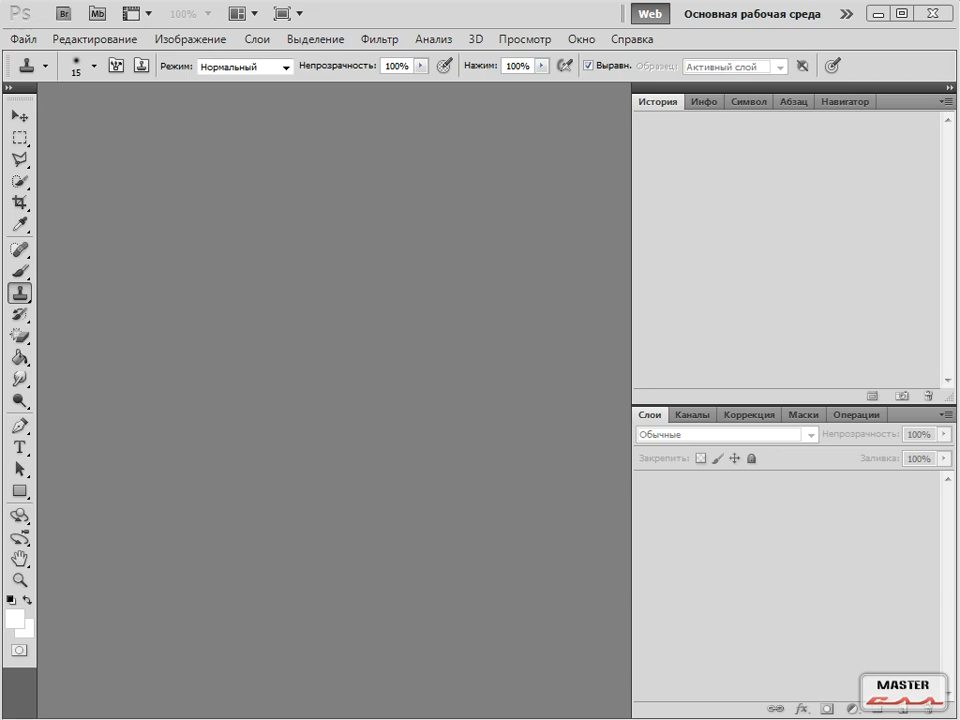 Ps Br Mb 100% Web Основная рабочая среда
Файл Редактирование Изображение Слои Выделение Фильтр Анализ 3D Просмотр Окно Справка
15 Режим: Нормальный Непрозрачность: 100% Нажим: 100% Выравн. Образец: Активный слой
История Инфо Символ Абзац Навигатор
Слои Каналы Коррекция Маски Операции
Обычные Непрозрачность: 100%
Закрепить: Заливка: 100%
T
MASTER
css
fx